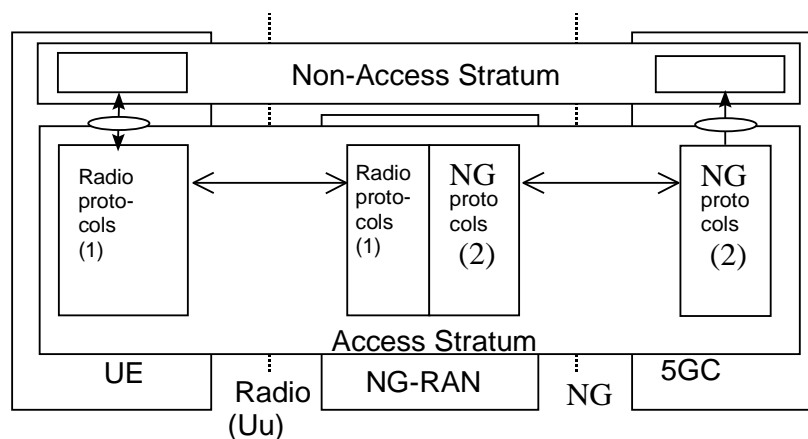 Non-Access Stratum
Radio
proto-
cols
(1)
Radio
proto-
cols
(1)
NG
proto
cols
(2)
NG
proto
cols
(2)
Access Stratum
UE
Radio
(Uu)
NG-RAN
NG
5GC